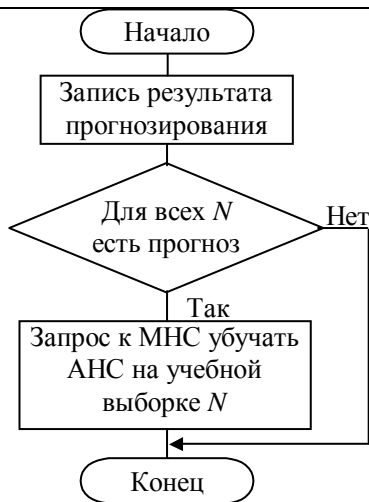 Начало
Запись результата
прогнозирования
Для всех N
есть прогноз
Нет
Так
Запрос к МНС убучать
АНС на учебной
выборке N
Конец